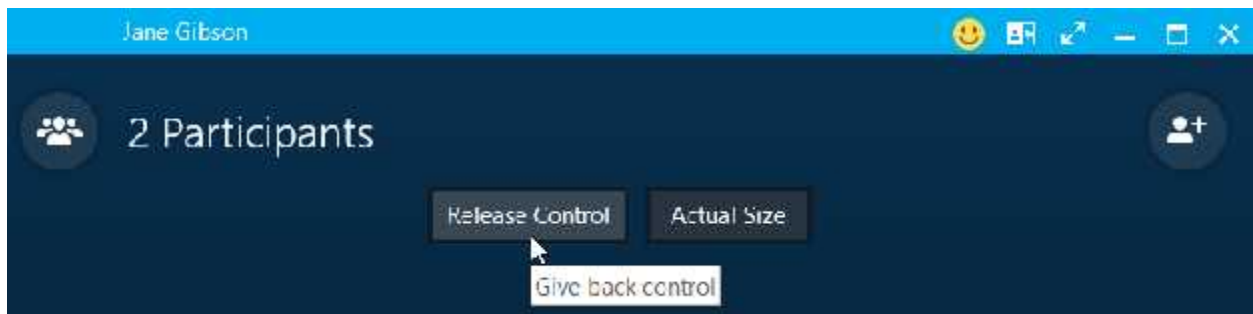 Jane Gibson
2 Participants
Release Control
Actual Size
Give back control